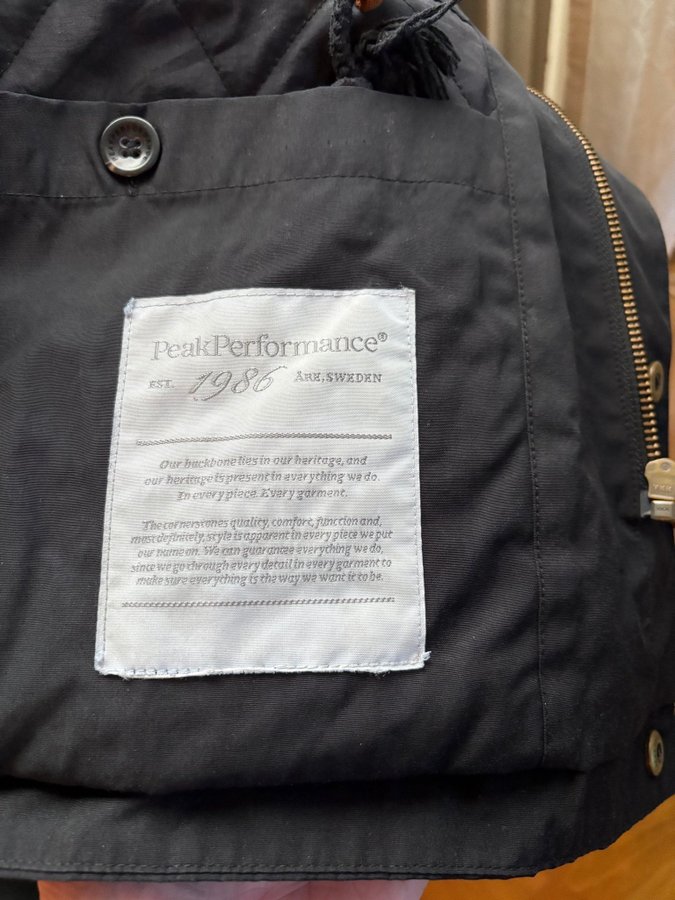 PeakPerformance®
EST. 1986 ÅRE, SWEDEN
Our backbone lies in our heritage, and
our heritage is present in everything we do.
In every piece. Every garment.
The cornerstones quality, comfort, function and,
most definitely, style is apparent in every piece we put
our name on. We can guarantee everything we do,
since we go through every detail in every garment to
make sure everything is the way we want it to be.
YKK